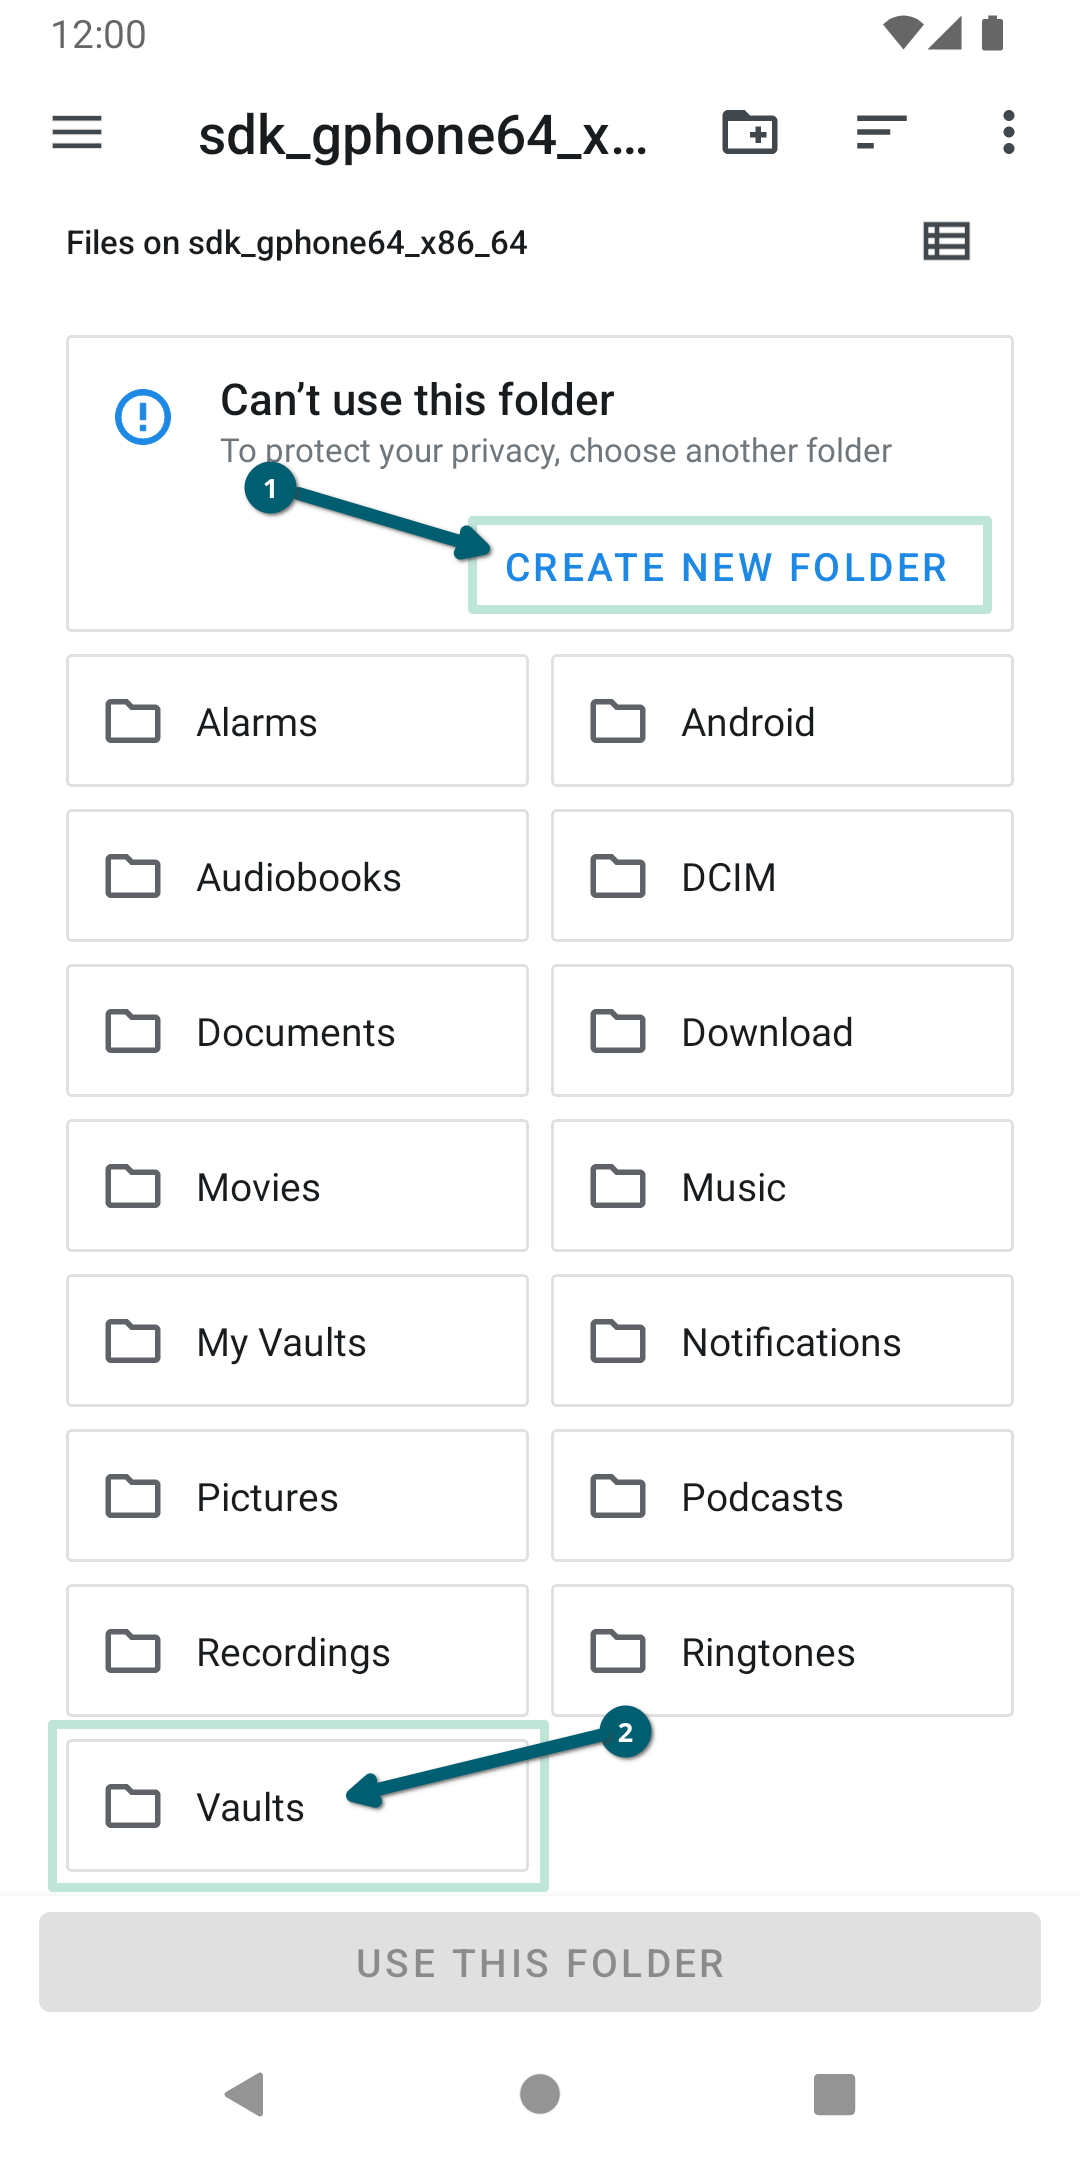 12:00
sdk_gphone64_x...
Files on sdk_gphone64_x86_64
Can't use this folder
To protect your privacy, choose another folder
1
CREATE NEW FOLDER
Alarms
Android
Audiobooks
DCIM
Documents
Download
Movies
Music
My Vaults
Notifications
Pictures
Podcasts
Recordings
Ringtones
2
Vaults
USE THIS FOLDER